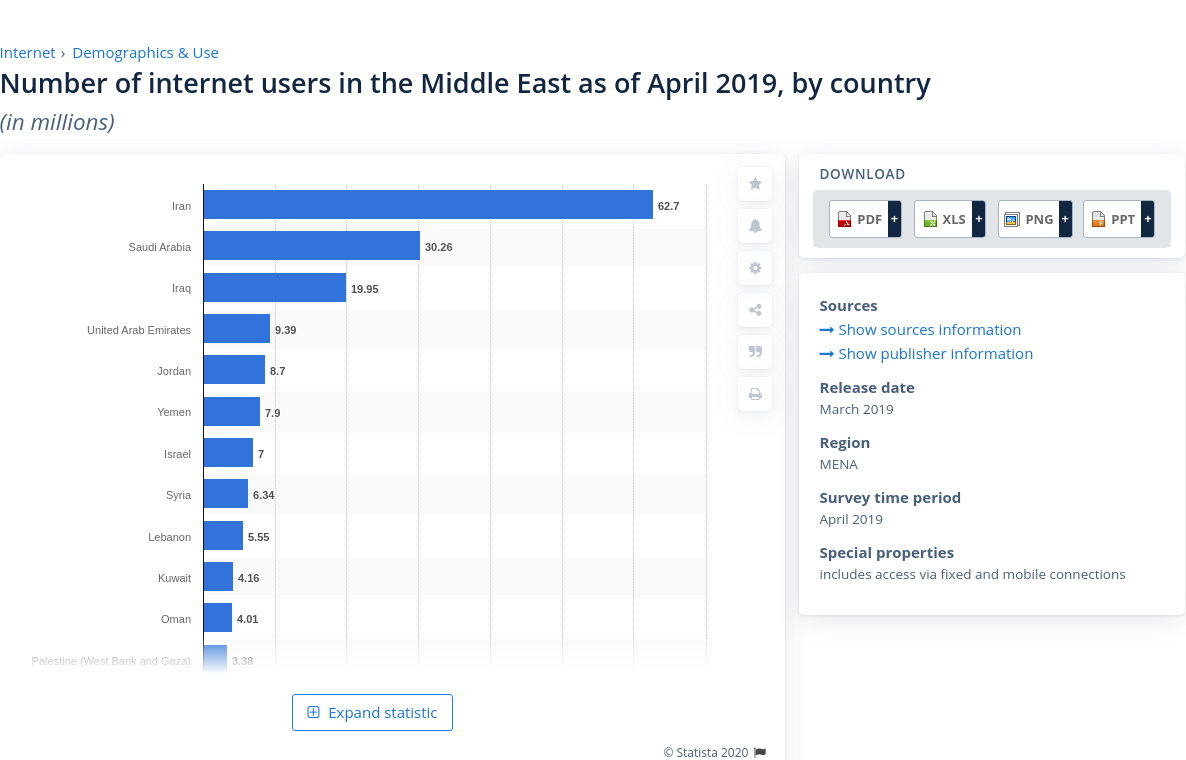 Internet › Demographics & Use
Number of internet users in the Middle East as of April 2019, by country
(in millions)
Iran 62.7
Saudi Arabia 30.26
Iraq 19.95
United Arab Emirates 9.39
Jordan 8.7
Yemen 7.9
Israel 7
Syria 6.34
Lebanon 5.55
Kuwait 4.16
Oman 4.01
Palestine (West Bank and Gaza) 3.38
Expand statistic
© Statista 2020
DOWNLOAD
PDF + XLS + PNG + PPT +
Sources
Show sources information
Show publisher information
Release date
March 2019
Region
MENA
Survey time period
April 2019
Special properties
includes access via fixed and mobile connections